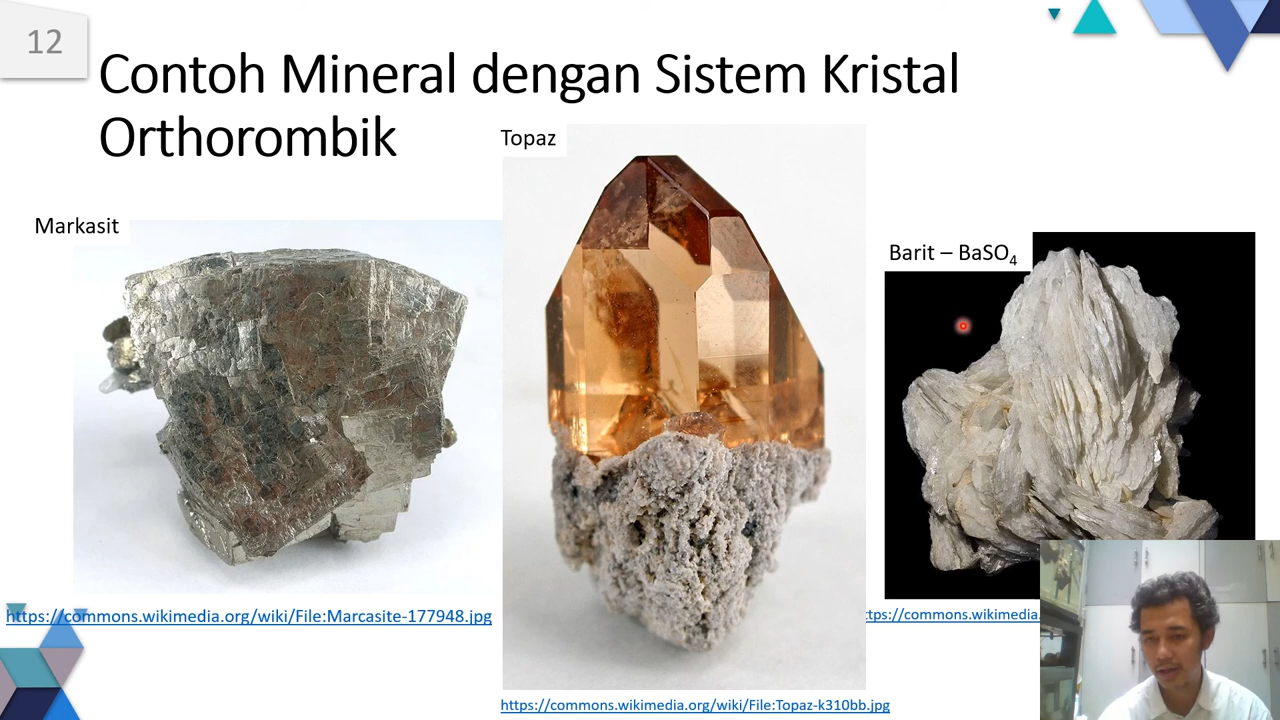 12
Contoh Mineral dengan Sistem Kristal
Orthorombik
Topaz
Markasit
Barit – BaSO₄
https://commons.wikimedia.org/wiki/File:Marcasite-177948.jpg
tps://commons.wikimedia.
https://commons.wikimedia.org/wiki/File:Topaz-k310bb.jpg